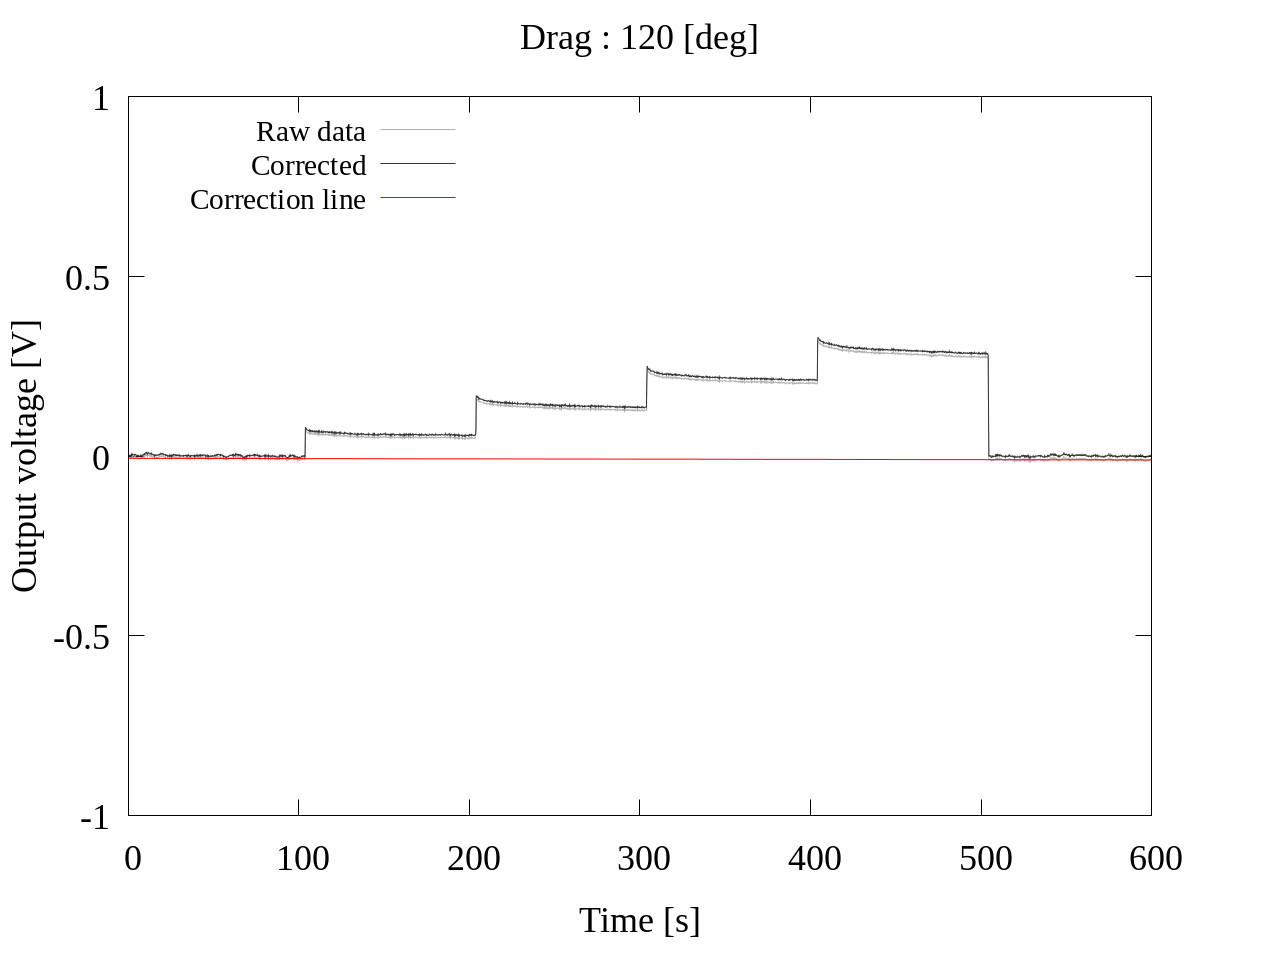 Drag : 120 [deg]
1
0.5
0
-0.5
-1
Output voltage [V]
Raw data
Corrected
Correction line
0 100 200 300 400 500 600
Time [s]